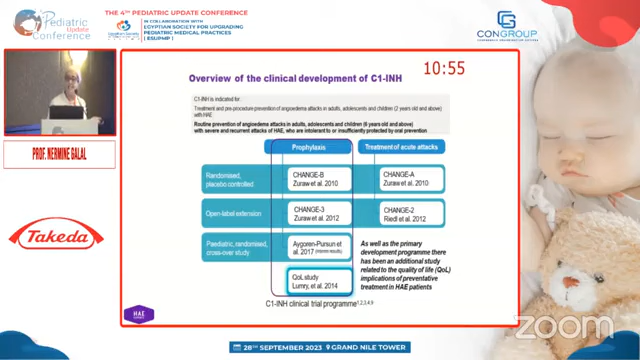 Pediatric
Update
Conference
THE 4TH PEDIATRIC UPDATE CONFERENCE
IN COLLABORATION WITH
EGYPTIAN SOCIETY FOR UPGRADING
PEDIATRIC MEDICAL PRACTICES
( ESUPMP )
CONGROUP
10:55
Overview of the clinical development of C1-INH
C1-INH is indicated for:
Treatment and pre-procedure prevention of angioedema attacks in adults, adolescents and children (2 years old and above)
with HAE
Routine prevention of angioedema attacks in adults, adolescents and children (6 years old and above)
with severe and recurrent attacks of HAE, who are intolerant to or insufficiently protected by oral prevention
Prophylaxis
Treatment of acute attacks
Randomised,
placebo controlled
CHANGE-B
Zuraw et al. 2010
CHANGE-A
Zuraw et al. 2010
Open-label extension
CHANGE-3
Zuraw et al. 2012
CHANGE-2
Riedl et al. 2012
Paediatric, randomised,
cross-over study
Aygoren-Pursun et
al. 2017 (interim results)
QoL study
Lumry, et al. 2014
As well as the primary
development programme there
has been an additional study
related to the quality of life (QoL)
implications of preventative
treatment in HAE patients
C1-INH clinical trial programme1,2,3,4,9
HAE
PROF. NERMINE GALAL
Takeda
zoom
28TH SEPTEMBER 2023
GRAND NILE TOWER